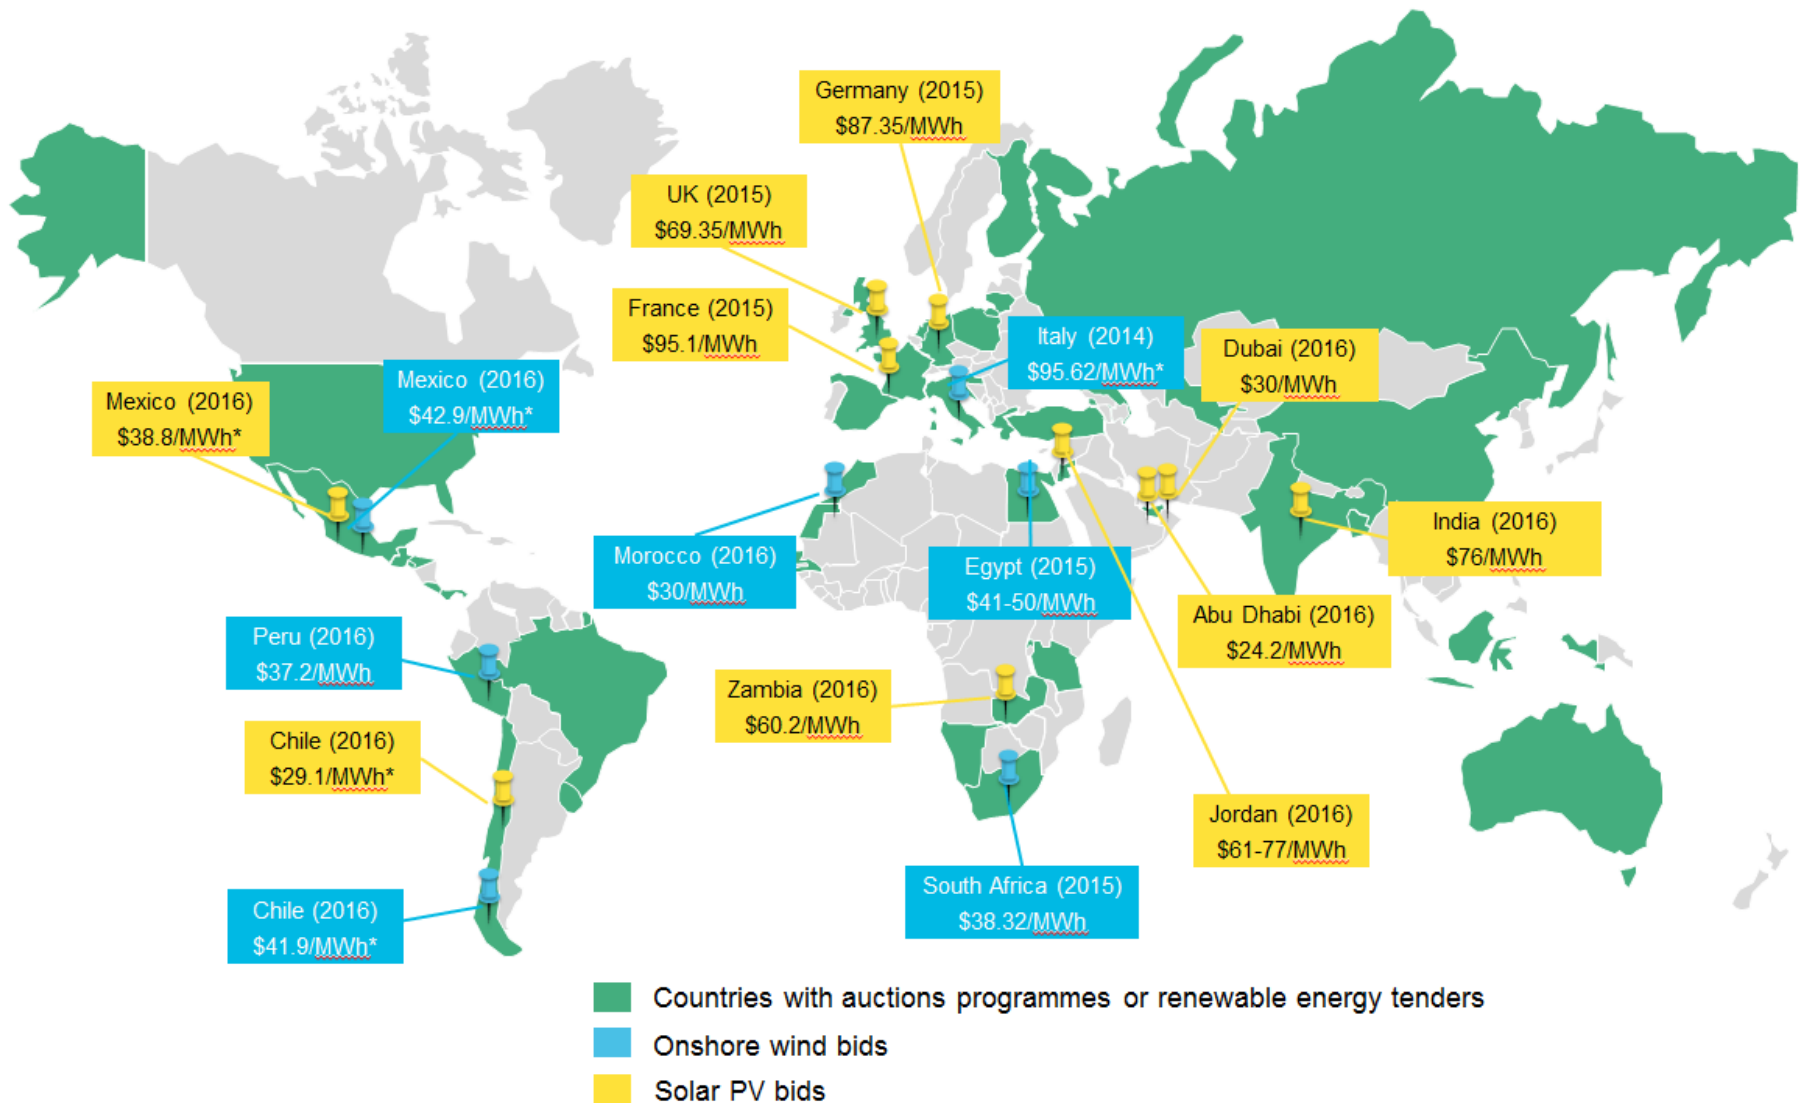 Germany (2015)
$87.35/MWh
UK (2015)
$69.35/MWh
France (2015)
$95.1/MWh
Italy (2014)
$95.62/MWh*
Dubai (2016)
$30/MWh
Mexico (2016)
$42.9/MWh*
Mexico (2016)
$38.8/MWh*
India (2016)
$76/MWh
Morocco (2016)
$30/MWh
Egypt (2015)
$41-50/MWh
Abu Dhabi (2016)
$24.2/MWh
Peru (2016)
$37.2/MWh
Zambia (2016)
$60.2/MWh
Chile (2016)
$29.1/MWh*
Jordan (2016)
$61-77/MWh
South Africa (2015)
$38.32/MWh
Chile (2016)
$41.9/MWh*
Countries with auctions programmes or renewable energy tenders
Onshore wind bids
Solar PV bids